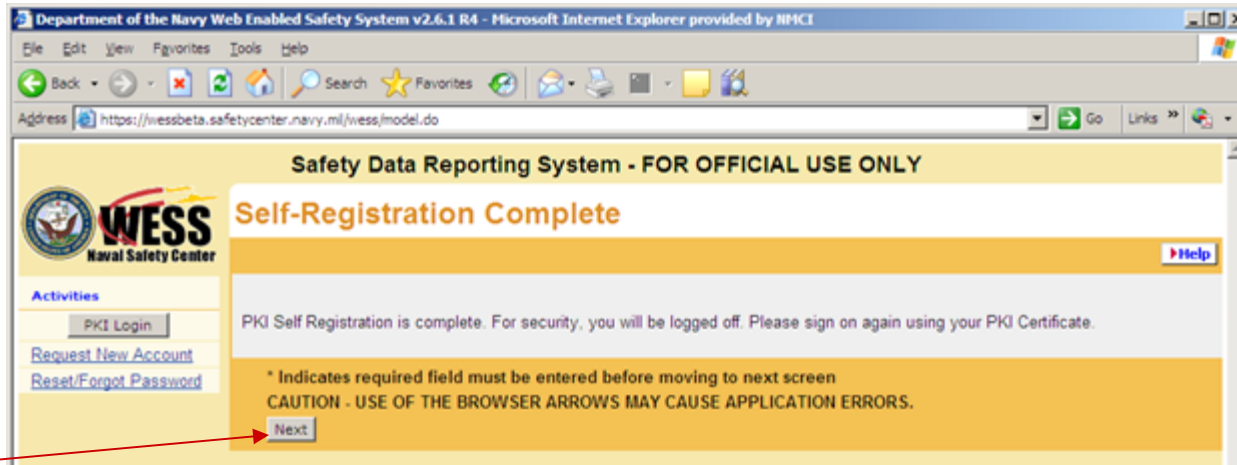 Department of the Navy Web Enabled Safety System v2.6.1 R4 - Microsoft Internet Explorer provided by NMCI
File Edit View Favorites Tools Help
Back Search Favorites
Address https://wessbeta.safetycenter.navy.mil/wess/model.do Go Links »
Safety Data Reporting System - FOR OFFICIAL USE ONLY
WESS
Naval Safety Center
Self-Registration Complete
Help
Activities
PKI Login
Request New Account
Reset/Forgot Password
PKI Self Registration is complete. For security, you will be logged off. Please sign on again using your PKI Certificate.
* Indicates required field must be entered before moving to next screen
CAUTION - USE OF THE BROWSER ARROWS MAY CAUSE APPLICATION ERRORS.
Next